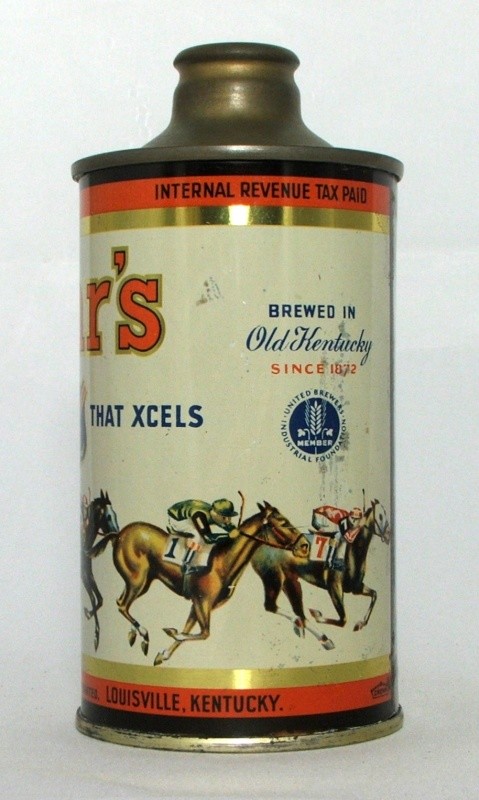 INTERNAL REVENUE TAX PAID
r's
THAT XCELS
BREWED IN
Old Kentucky
SINCE 1872
UNITED BREWERS
INDUSTRIAL FOUNDATION
MEMBER
1
7
LOUISVILLE, KENTUCKY.